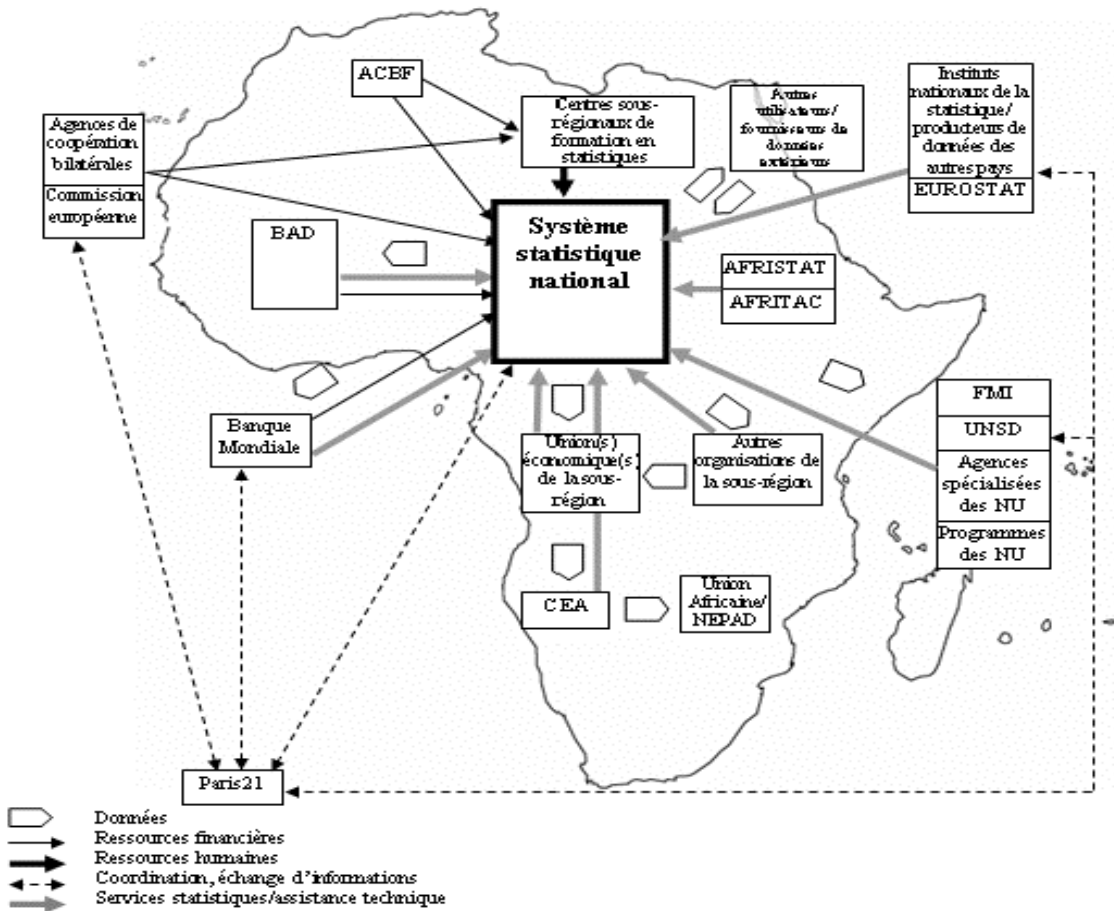 ACBF
Centres sous-
régionaux de
formation en
statistiques
Autres
utilisateurs/
fournisseurs de
données
extérieurs
Instituts
nationaux de la
statistique/
producteurs de
données des
autres pays
EUROSTAT
Agences de
coopération
bilatérales
Commission
européenne
BAD
Système
statistique
national
AFRISTAT
AFRITAC
Banque
Mondiale
Union(s)
économique(s)
de la sous-
région
Autres
organisations de
la sous-région
FMI
UNSD
Agences
spécialisées
des NU
Programmes
des NU
CEA
Union
Africaine/
NEPAD
Paris21
Données
Ressources financières
Ressources humaines
Coordination, échange d'informations
Services statistiques/assistance technique